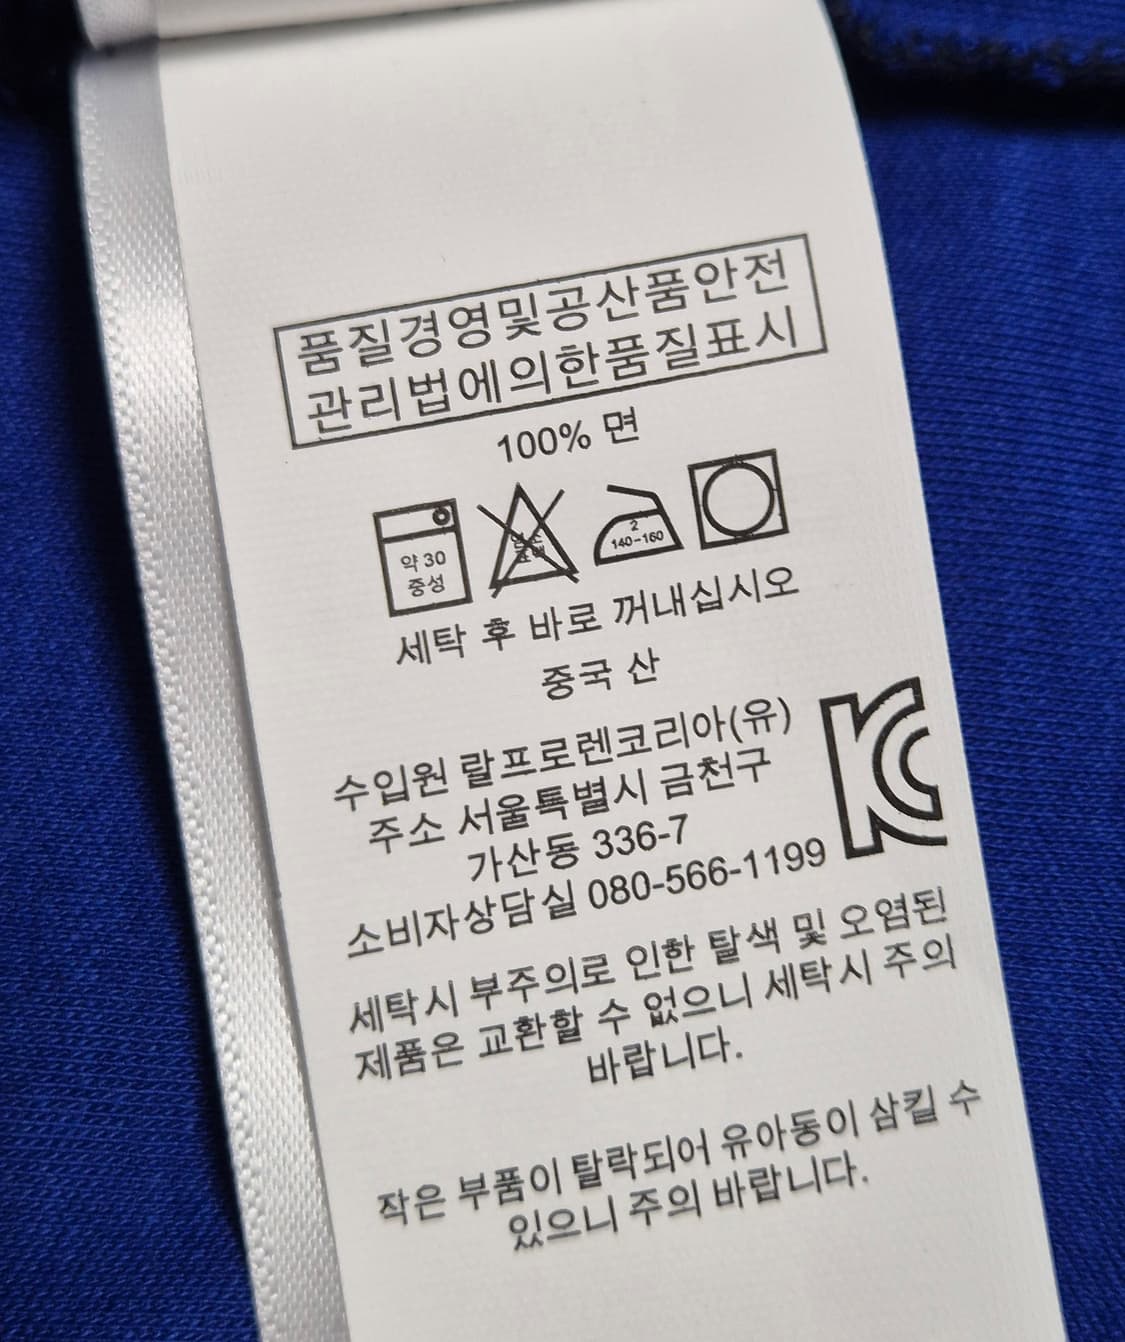 품질경영및공산품안전
관리법에의한품질표시
100% 면
약 30
중성
염소
표백
2
140-160
세탁 후 바로 꺼내십시오
중국 산
수입원 랄프로렌코리아(유)
주소 서울특별시 금천구
가산동 336-7
소비자상담실 080-566-1199
KC
세탁시 부주의로 인한 탈색 및 오염된
제품은 교환할 수 없으니 세탁시 주의
바랍니다.
작은 부품이 탈락되어 유아동이 삼킬 수
있으니 주의 바랍니다.